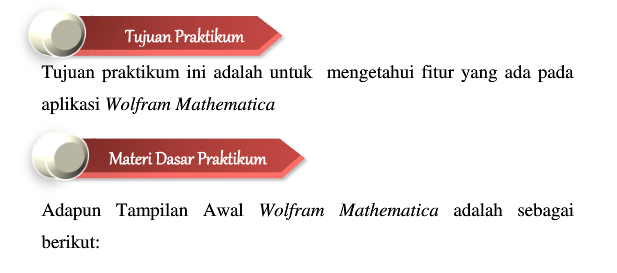 Tujuan Praktikum
Tujuan praktikum ini adalah untuk mengetahui fitur yang ada pada
aplikasi Wolfram Mathematica
Materi Dasar Praktikum
Adapun Tampilan Awal Wolfram Mathematica adalah sebagai
berikut: